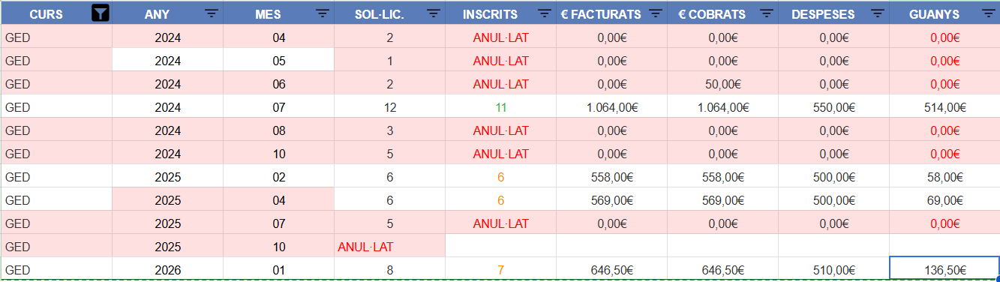 CURS ANY MES SOL·LIC. INSCRITS € FACTURATS € COBRATS DESPESES GUANYS
GED 2024 04 2 ANUL·LAT 0,00€ 0,00€ 0,00€ 0,00€
GED 2024 05 1 ANUL·LAT 0,00€ 0,00€ 0,00€ 0,00€
GED 2024 06 2 ANUL·LAT 0,00€ 50,00€ 0,00€ 0,00€
GED 2024 07 12 11 1.064,00€ 1.064,00€ 550,00€ 514,00€
GED 2024 08 3 ANUL·LAT 0,00€ 0,00€ 0,00€ 0,00€
GED 2024 10 5 ANUL·LAT 0,00€ 0,00€ 0,00€ 0,00€
GED 2025 02 6 6 558,00€ 558,00€ 500,00€ 58,00€
GED 2025 04 6 6 569,00€ 569,00€ 500,00€ 69,00€
GED 2025 07 5 ANUL·LAT 0,00€ 0,00€ 0,00€ 0,00€
GED 2025 10 ANUL·LAT
GED 2026 01 8 7 646,50€ 646,50€ 510,00€ 136,50€